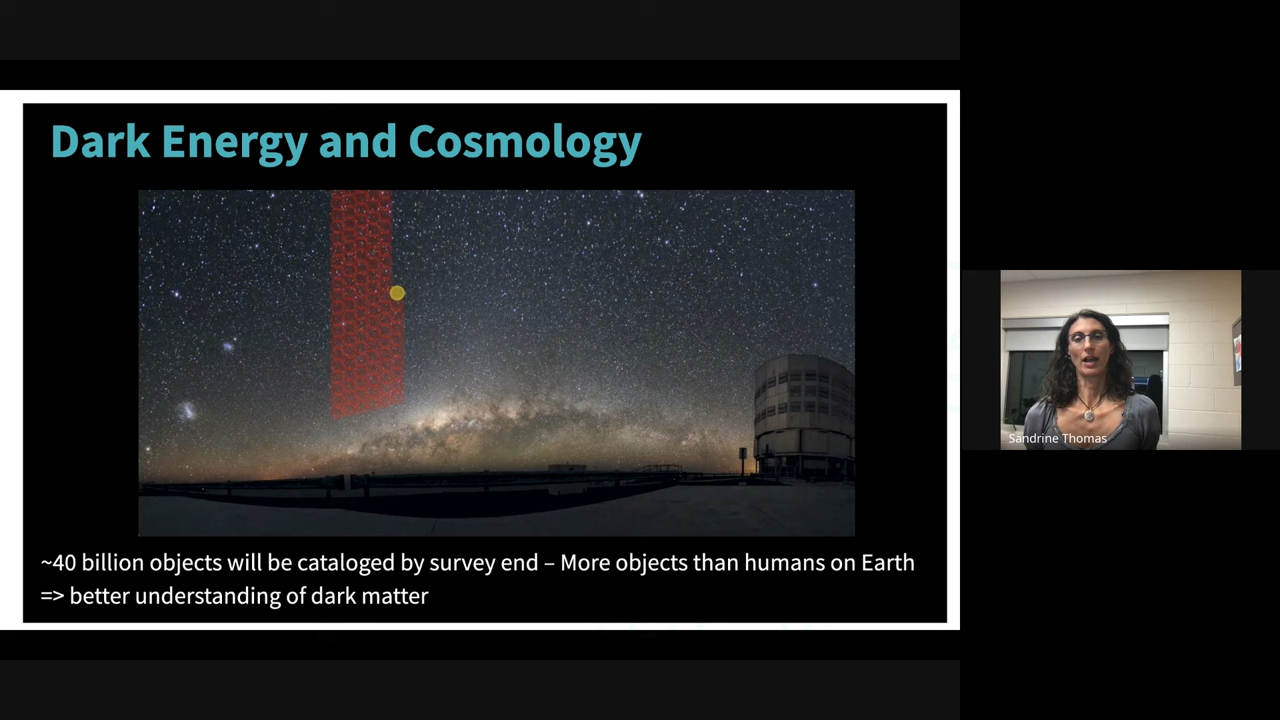 Dark Energy and Cosmology
~40 billion objects will be cataloged by survey end – More objects than humans on Earth
=> better understanding of dark matter
Sandrine Thomas